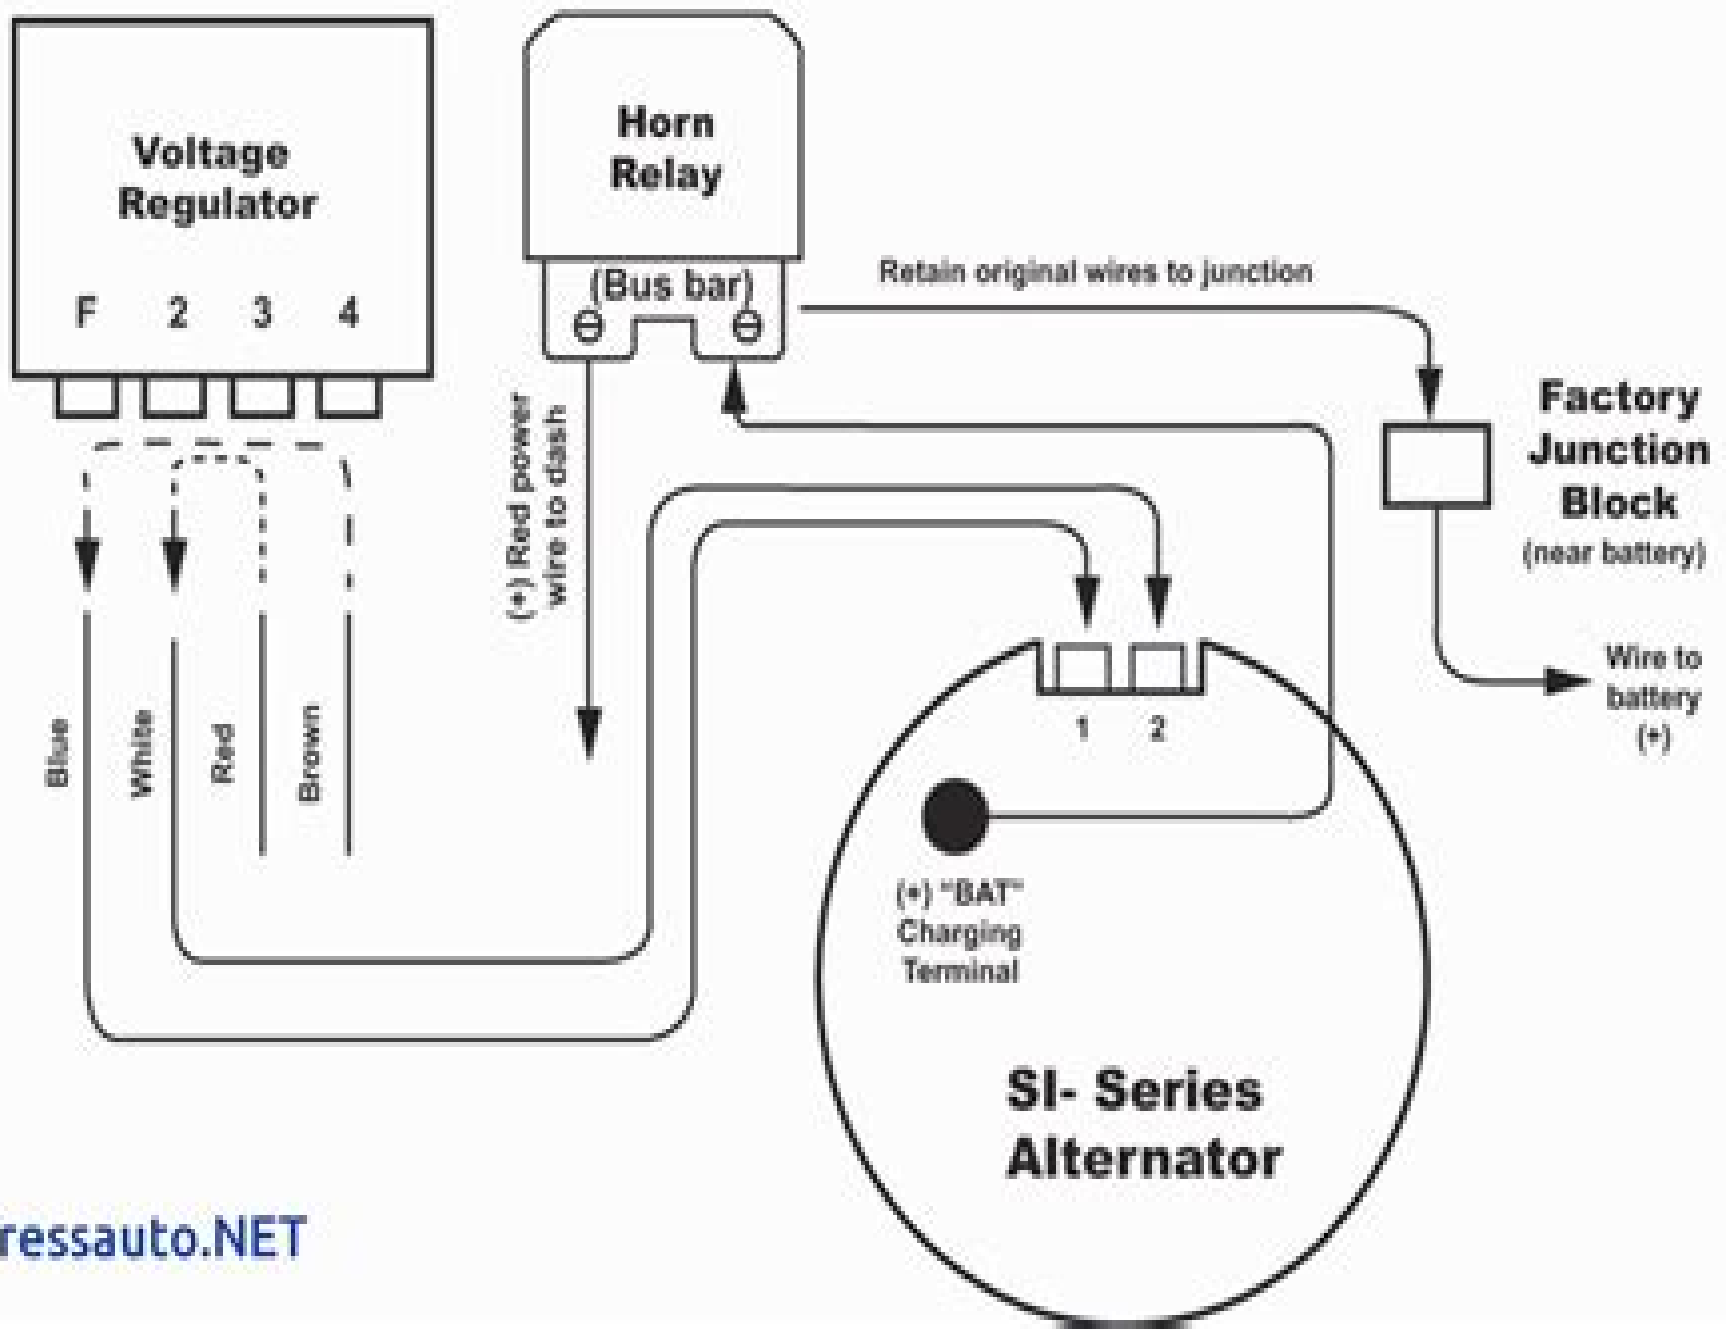 Voltage
Regulator
F 2 3 4
Horn
Relay
(Bus bar)
Retain original wires to junction
Factory
Junction
Block
(near battery)
Wire to
battery
(+)
(+) Red power
wire to dash
Blue
White
Red
Brown
1 2
(+) "BAT"
Charging
Terminal
SI- Series
Alternator
ressauto.NET